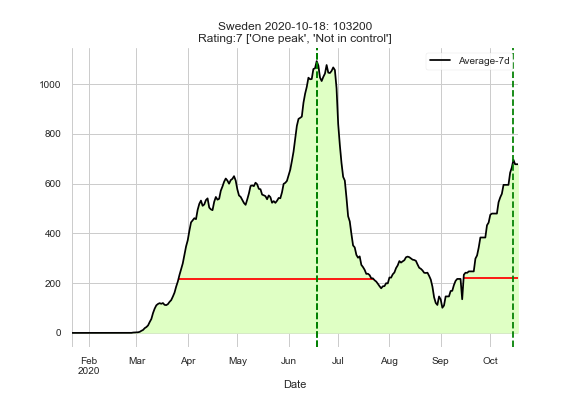 Sweden 2020-10-18: 103200
Rating:7 ['One peak', 'Not in control']
Average-7d
1000
800
600
400
200
0
Feb Mar Apr May Jun Jul Aug Sep Oct
2020
Date